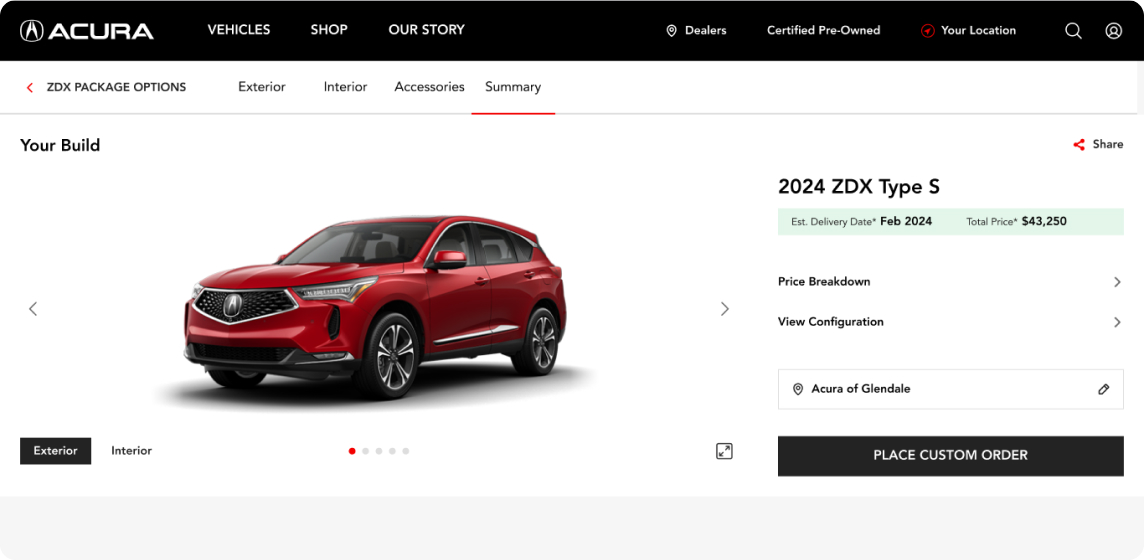 ACURA VEHICLES SHOP OUR STORY Dealers Certified Pre-Owned Your Location
ZDX PACKAGE OPTIONS Exterior Interior Accessories Summary
Your Build
Share
2024 ZDX Type S
Est. Delivery Date* Feb 2024 Total Price* $43,250
Price Breakdown
View Configuration
Acura of Glendale
Exterior Interior
PLACE CUSTOM ORDER